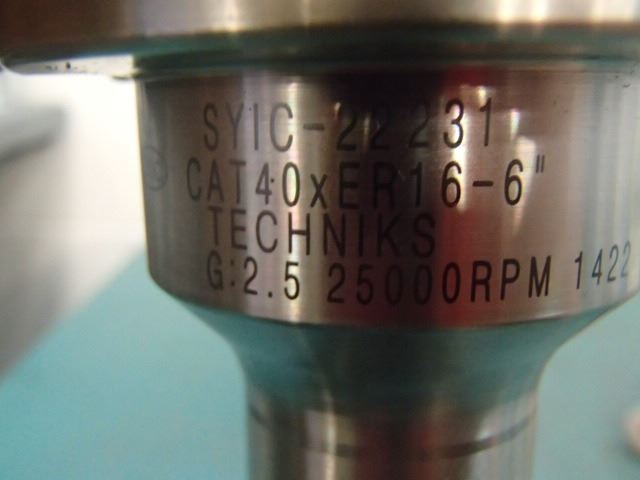 SYIC-22231
CAT40xER16-6"
TECHNIKS
G:2.5 25000RPM 1422